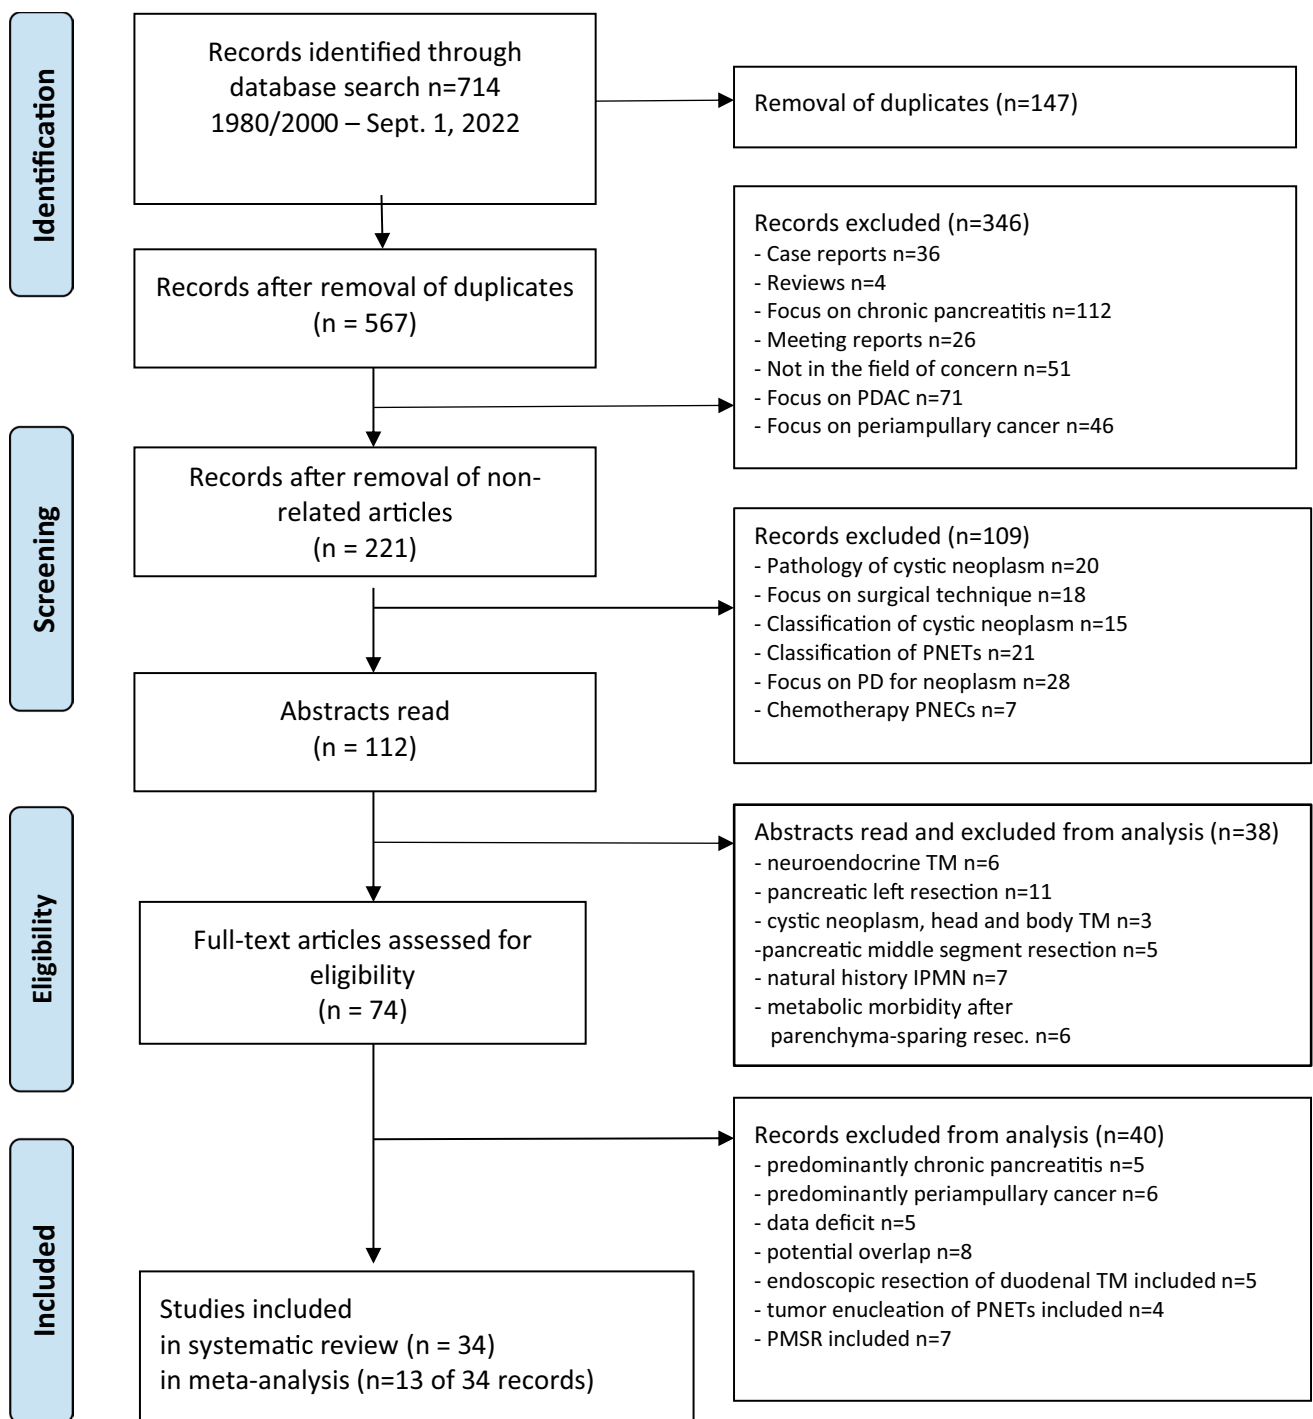 Identification
Records identified through
database search n=714
1980/2000 – Sept. 1, 2022
Removal of duplicates (n=147)
Records after removal of duplicates
(n = 567)
Records excluded (n=346)
- Case reports n=36
- Reviews n=4
- Focus on chronic pancreatitis n=112
- Meeting reports n=26
- Not in the field of concern n=51
- Focus on PDAC n=71
- Focus on periampullary cancer n=46
Screening
Records after removal of non-
related articles
(n = 221)
Records excluded (n=109)
- Pathology of cystic neoplasm n=20
- Focus on surgical technique n=18
- Classification of cystic neoplasm n=15
- Classification of PNETs n=21
- Focus on PD for neoplasm n=28
- Chemotherapy PNECs n=7
Abstracts read
(n = 112)
Eligibility
Abstracts read and excluded from analysis (n=38)
- neuroendocrine TM n=6
- pancreatic left resection n=11
- cystic neoplasm, head and body TM n=3
-pancreatic middle segment resection n=5
- natural history IPMN n=7
- metabolic morbidity after
parenchyma-sparing resec. n=6
Full-text articles assessed for
eligibility
(n = 74)
Included
Records excluded from analysis (n=40)
- predominantly chronic pancreatitis n=5
- predominantly periampullary cancer n=6
- data deficit n=5
- potential overlap n=8
- endoscopic resection of duodenal TM included n=5
- tumor enucleation of PNETs included n=4
- PMSR included n=7
Studies included
in systematic review (n = 34)
in meta-analysis (n=13 of 34 records)